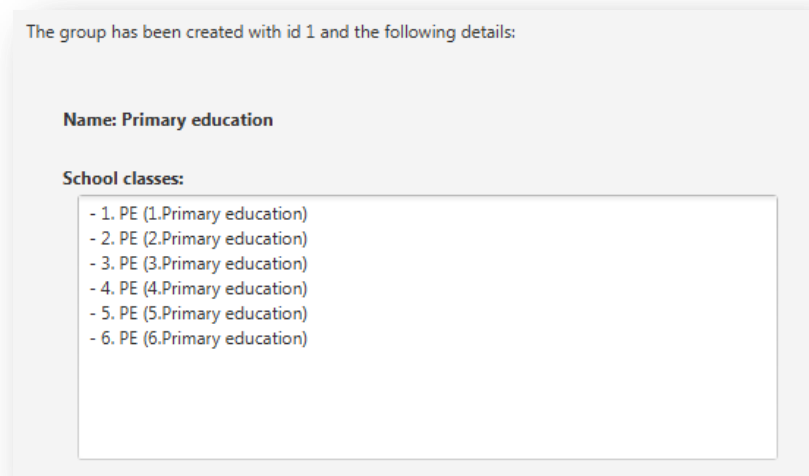 The group has been created with id 1 and the following details:
Name: Primary education
School classes:
- 1. PE (1.Primary education)
- 2. PE (2.Primary education)
- 3. PE (3.Primary education)
- 4. PE (4.Primary education)
- 5. PE (5.Primary education)
- 6. PE (6.Primary education)